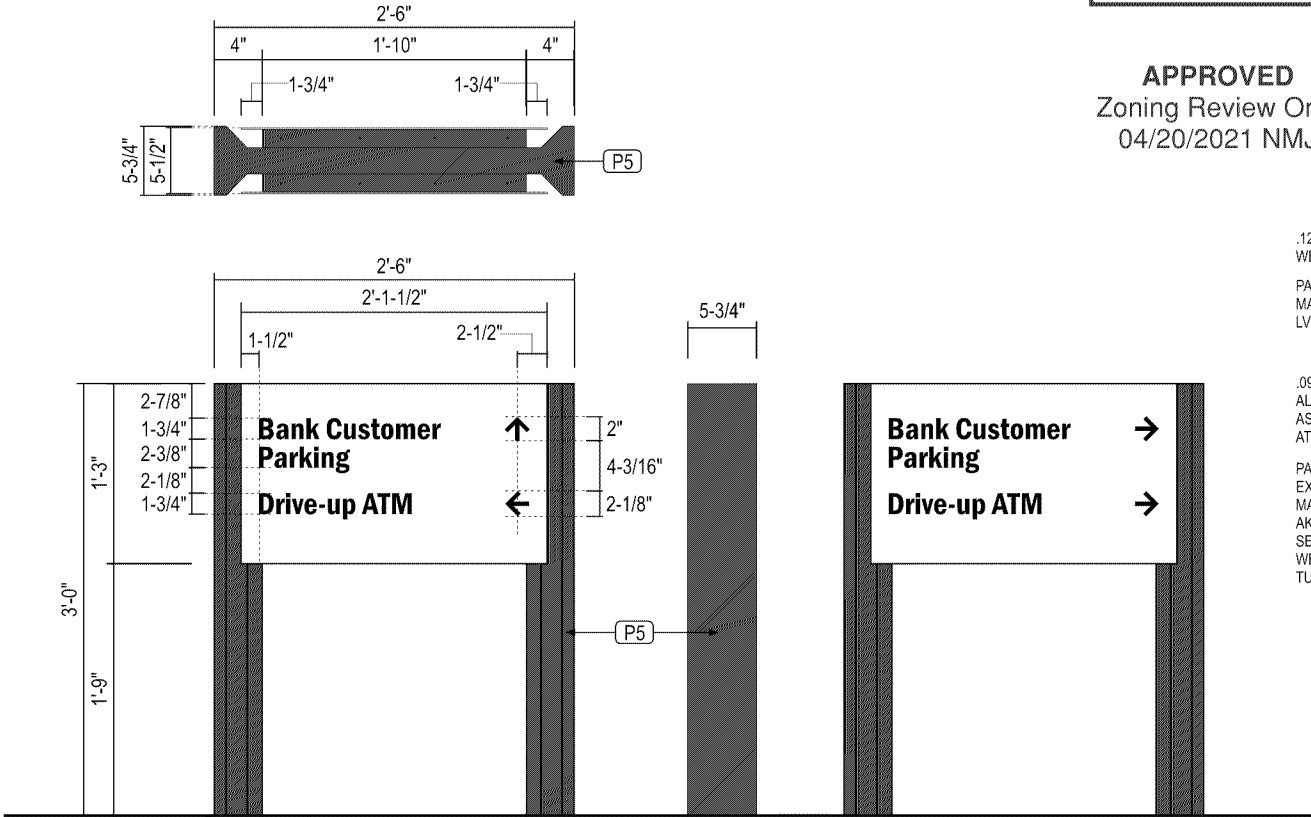 2'-6"
4" 1'-10" 4"
1-3/4" 1-3/4"
5-3/4"
5-1/2"
P5
APPROVED
Zoning Review
04/20/2021
2'-6"
2'-1-1/2"
1-1/2" 2-1/2"
5-3/4"
2-7/8"
1-3/4"
2-3/8"
2-1/8"
1-3/4"
1'-3"
3'-0"
1'-9"
Bank Customer
Parking
Drive-up ATM
↑
←
2"
4-3/16"
2-1/8"
P5
Bank Customer →
Parking
Drive-up ATM →